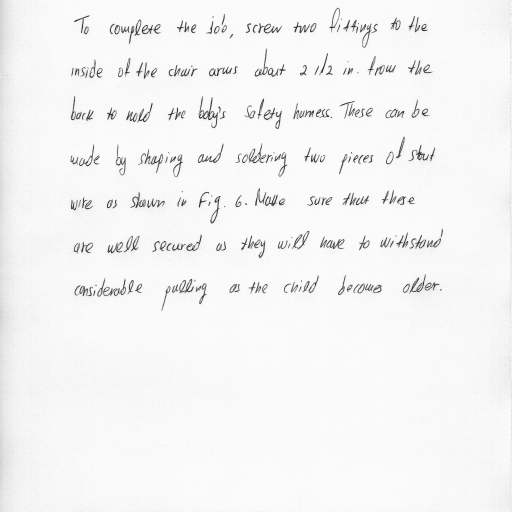 To complete the job, screw two fittings to the
inside of the chair arms about 2 1/2 in. from the
back to hold the baby's safety harness. These can be
made by shaping and soldering two pieces of stout
wire as shown in Fig. 6. Make sure that these
are well secured as they will have to withstand
considerable pulling as the child becomes older.